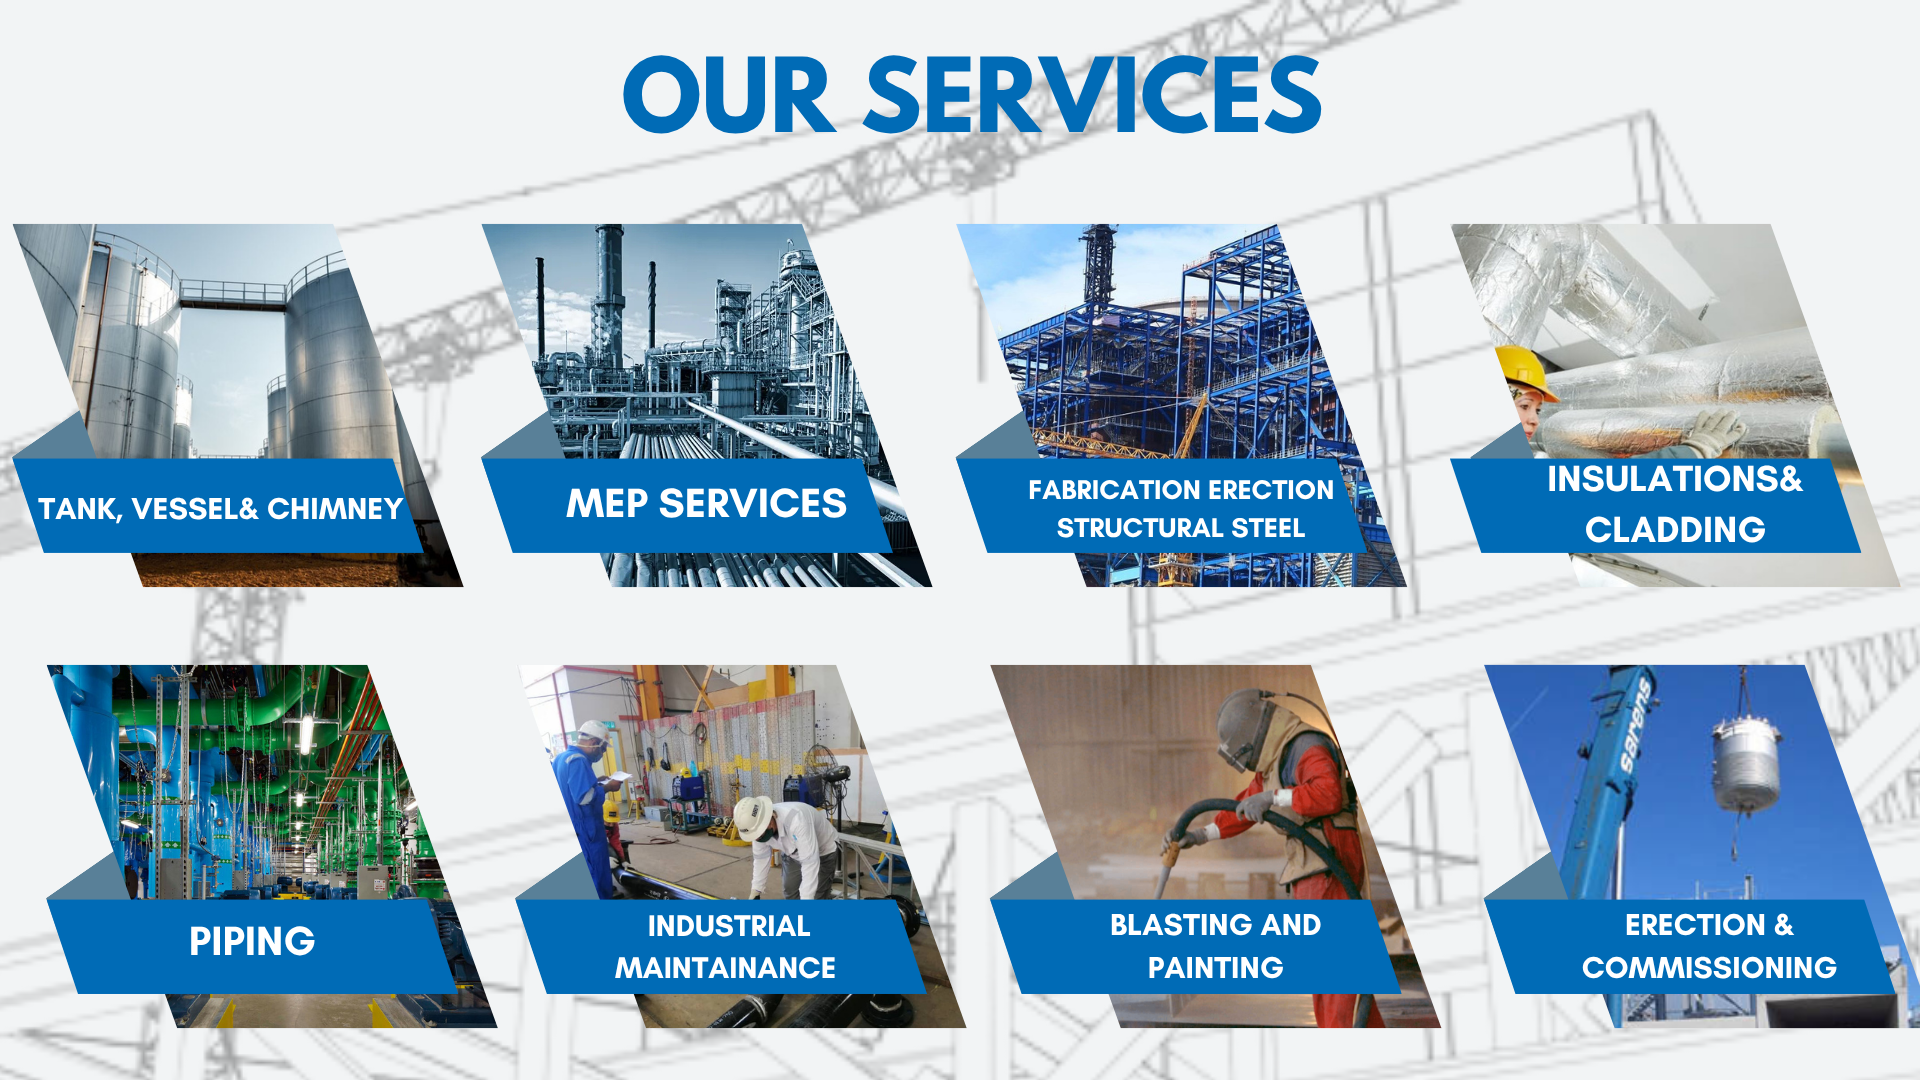 OUR SERVICES
TANK, VESSEL& CHIMNEY
MEP SERVICES
FABRICATION ERECTION
STRUCTURAL STEEL
INSULATIONS&
CLADDING
PIPING
INDUSTRIAL
MAINTAINANCE
BLASTING AND
PAINTING
sarens
ERECTION &
COMMISSIONING